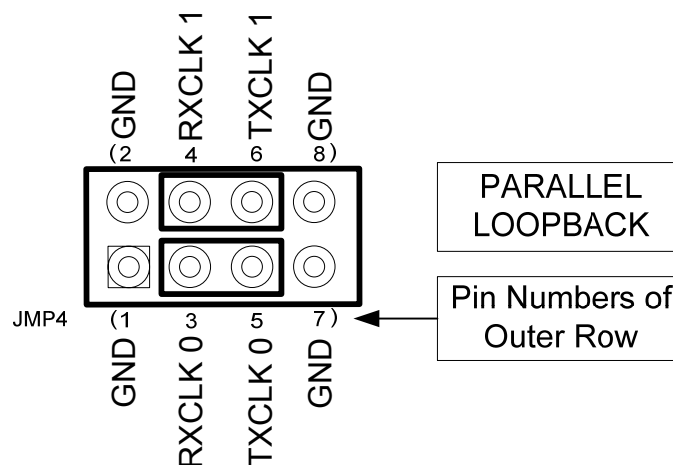 GND
RXCLK 1
TXCLK 1
GND
(2 4 6 8)
PARALLEL
LOOPBACK
JMP4 (1 3 5 7)
Pin Numbers of
Outer Row
GND
RXCLK 0
TXCLK 0
GND